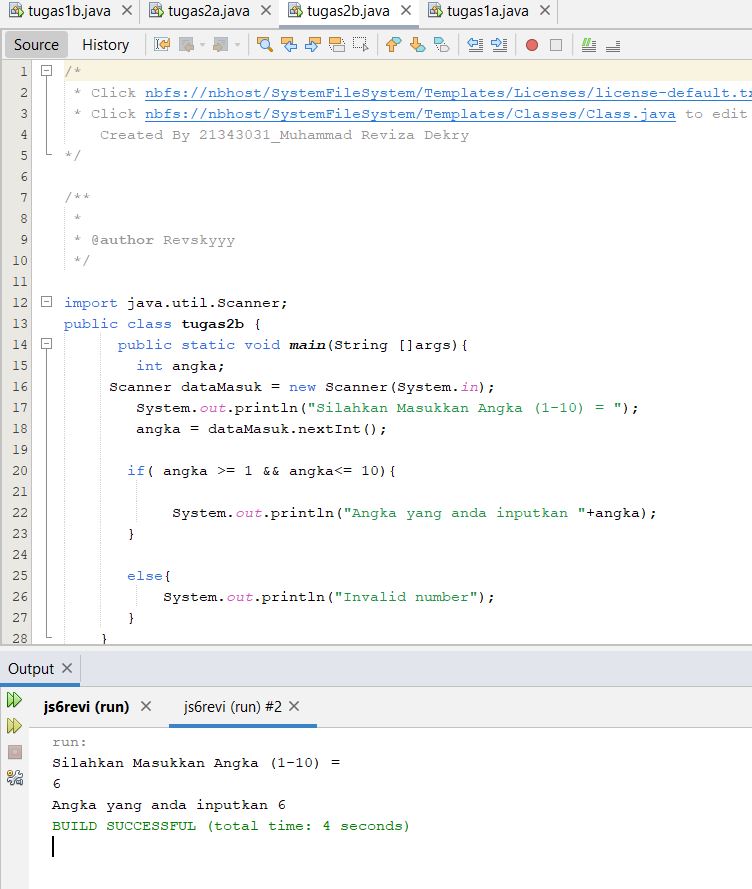 tugas1b.java × tugas2a.java × tugas2b.java × tugas1a.java ×
Source History
1 /*
2 * Click nbfs://nbhost/SystemFileSystem/Templates/Licenses/license-default.tx
3 * Click nbfs://nbhost/SystemFileSystem/Templates/Classes/Class.java to edit
4 Created By 21343031_Muhammad Reviza Dekry
5 */
6
7 /**
8 *
9 * @author Revskyyy
10 */
11
12 import java.util.Scanner;
13 public class tugas2b {
14 public static void main(String []args){
15 int angka;
16 Scanner dataMasuk = new Scanner(System.in);
17 System.out.println("Silahkan Masukkan Angka (1-10) = ");
18 angka = dataMasuk.nextInt();
19
20 if( angka >= 1 && angka<= 10){
21
22 System.out.println("Angka yang anda inputkan "+angka);
23 }
24
25 else{
26 System.out.println("Invalid number");
27 }
28 }
Output ×
js6revi (run) × js6revi (run) #2 ×
run:
Silahkan Masukkan Angka (1-10) =
6
Angka yang anda inputkan 6
BUILD SUCCESSFUL (total time: 4 seconds)